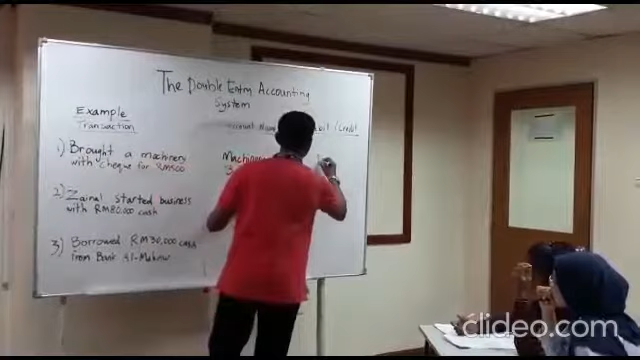 The Double Entry Accounting
System
Example
Transaction
/ Credit
1) Brought a machinery
with cheque for
2) Zainal started business
with RM80,000 cash
3) Borrowed RM30,000 cash
from Bank
clideo.com